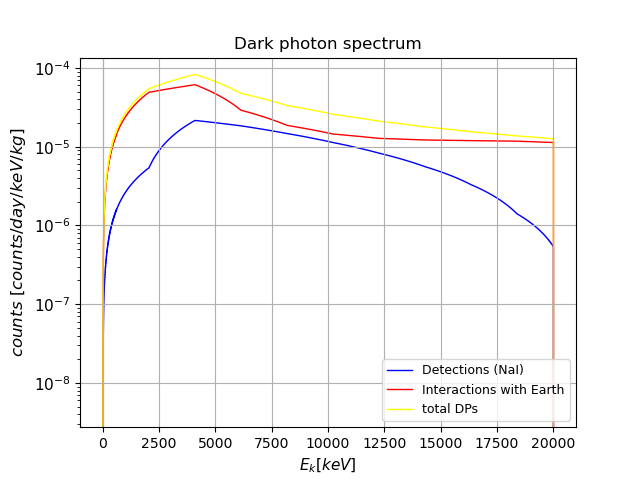 Dark photon spectrum
counts [counts/day/keV/kg]
10⁻⁴
10⁻⁵
10⁻⁶
10⁻⁷
10⁻⁸
Detections (NaI)
Interactions with Earth
total DPs
0 2500 5000 7500 10000 12500 15000 17500 20000
Eₖ[keV]